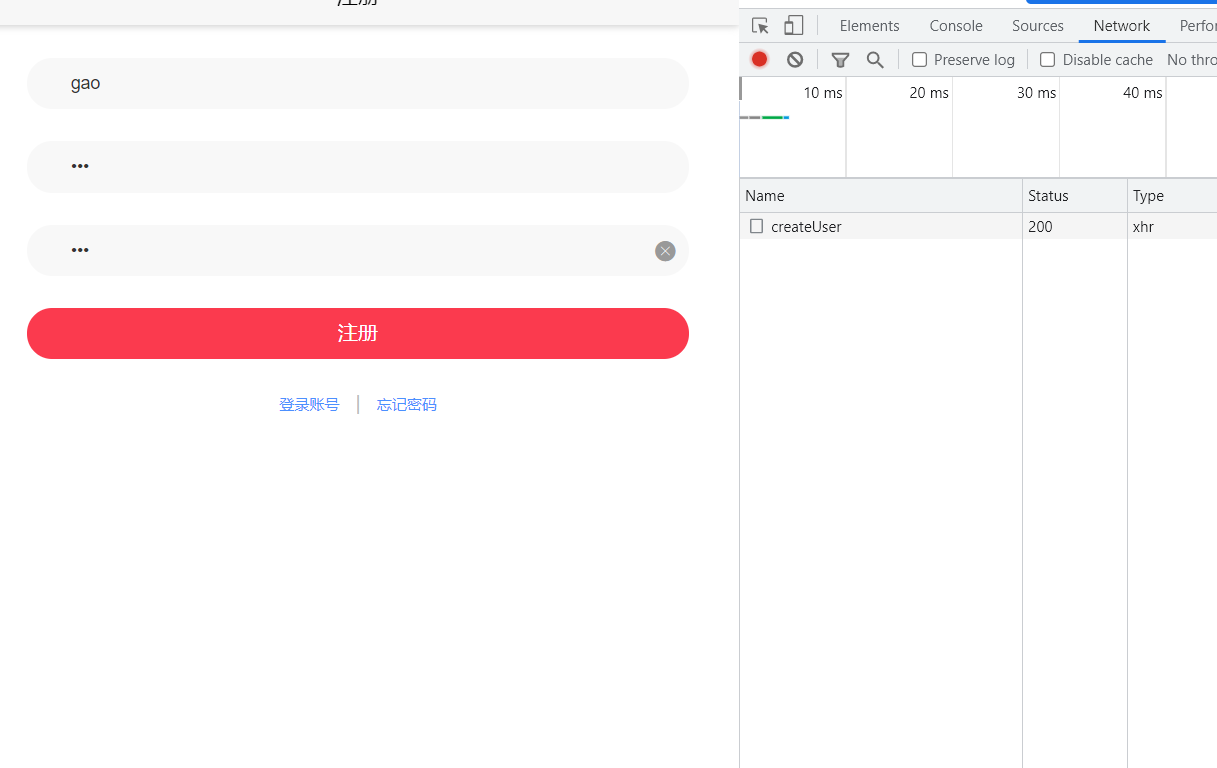 注册
gao
•••
•••
注册
登录账号 | 忘记密码
Elements Console Sources Network Perfor
Preserve log Disable cache No thro
10 ms 20 ms 30 ms 40 ms
Name Status Type
createUser 200 xhr